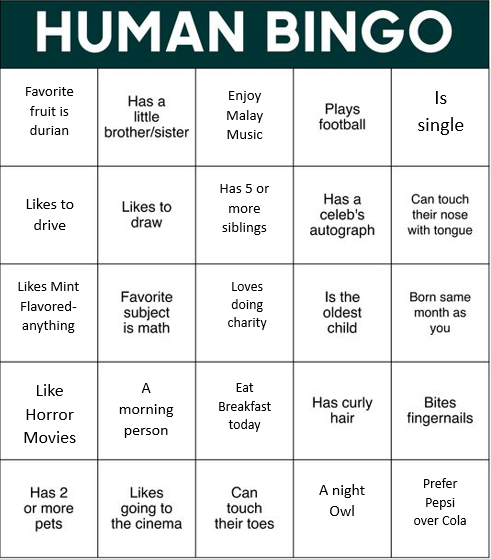 HUMAN BINGO
Favorite
fruit is
durian
Has a
little
brother/sister
Enjoy
Malay
Music
Plays
football
Is
single
Likes to
drive
Likes to
draw
Has 5 or
more
siblings
Has a
celeb's
autograph
Can touch
their nose
with tongue
Likes Mint
Flavored-
anything
Favorite
subject
is math
Loves
doing
charity
Is the
oldest
child
Born same
month as
you
Like
Horror
Movies
A
morning
person
Eat
Breakfast
today
Has curly
hair
Bites
fingernails
Has 2
or more
pets
Likes
going to
the cinema
Can
touch
their toes
A night
Owl
Prefer
Pepsi
over Cola